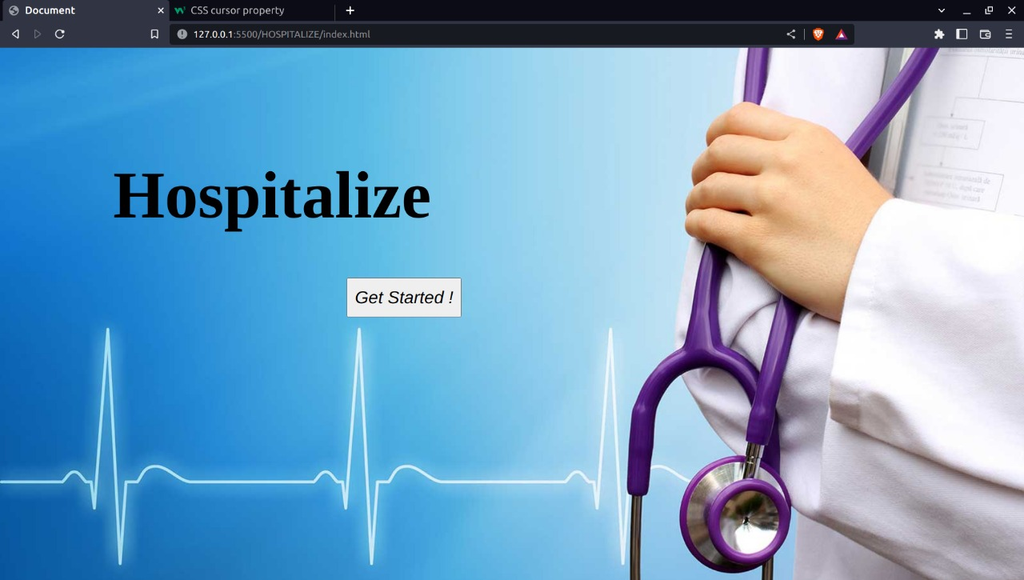 Document
CSS cursor property
127.0.0.1:5500/HOSPITALIZE/index.html
Hospitalize
Get Started !